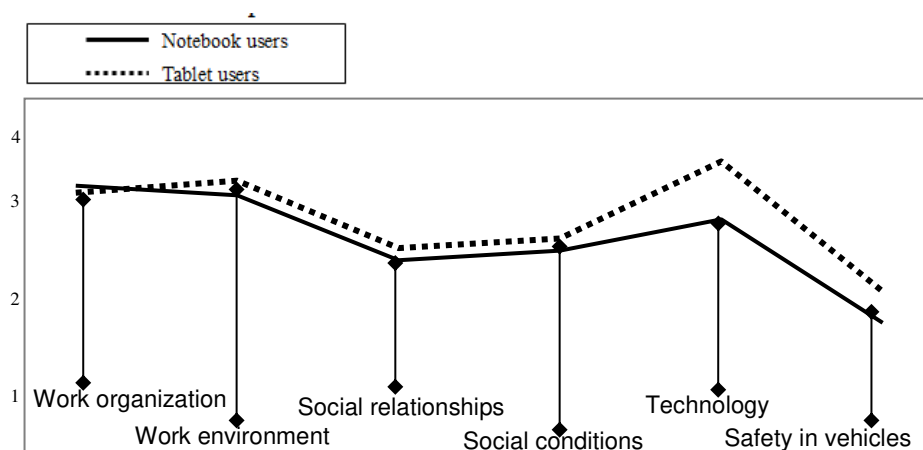 Notebook users
Tablet users
4
3
2
1
Work organization
Work environment
Social relationships
Social conditions
Technology
Safety in vehicles